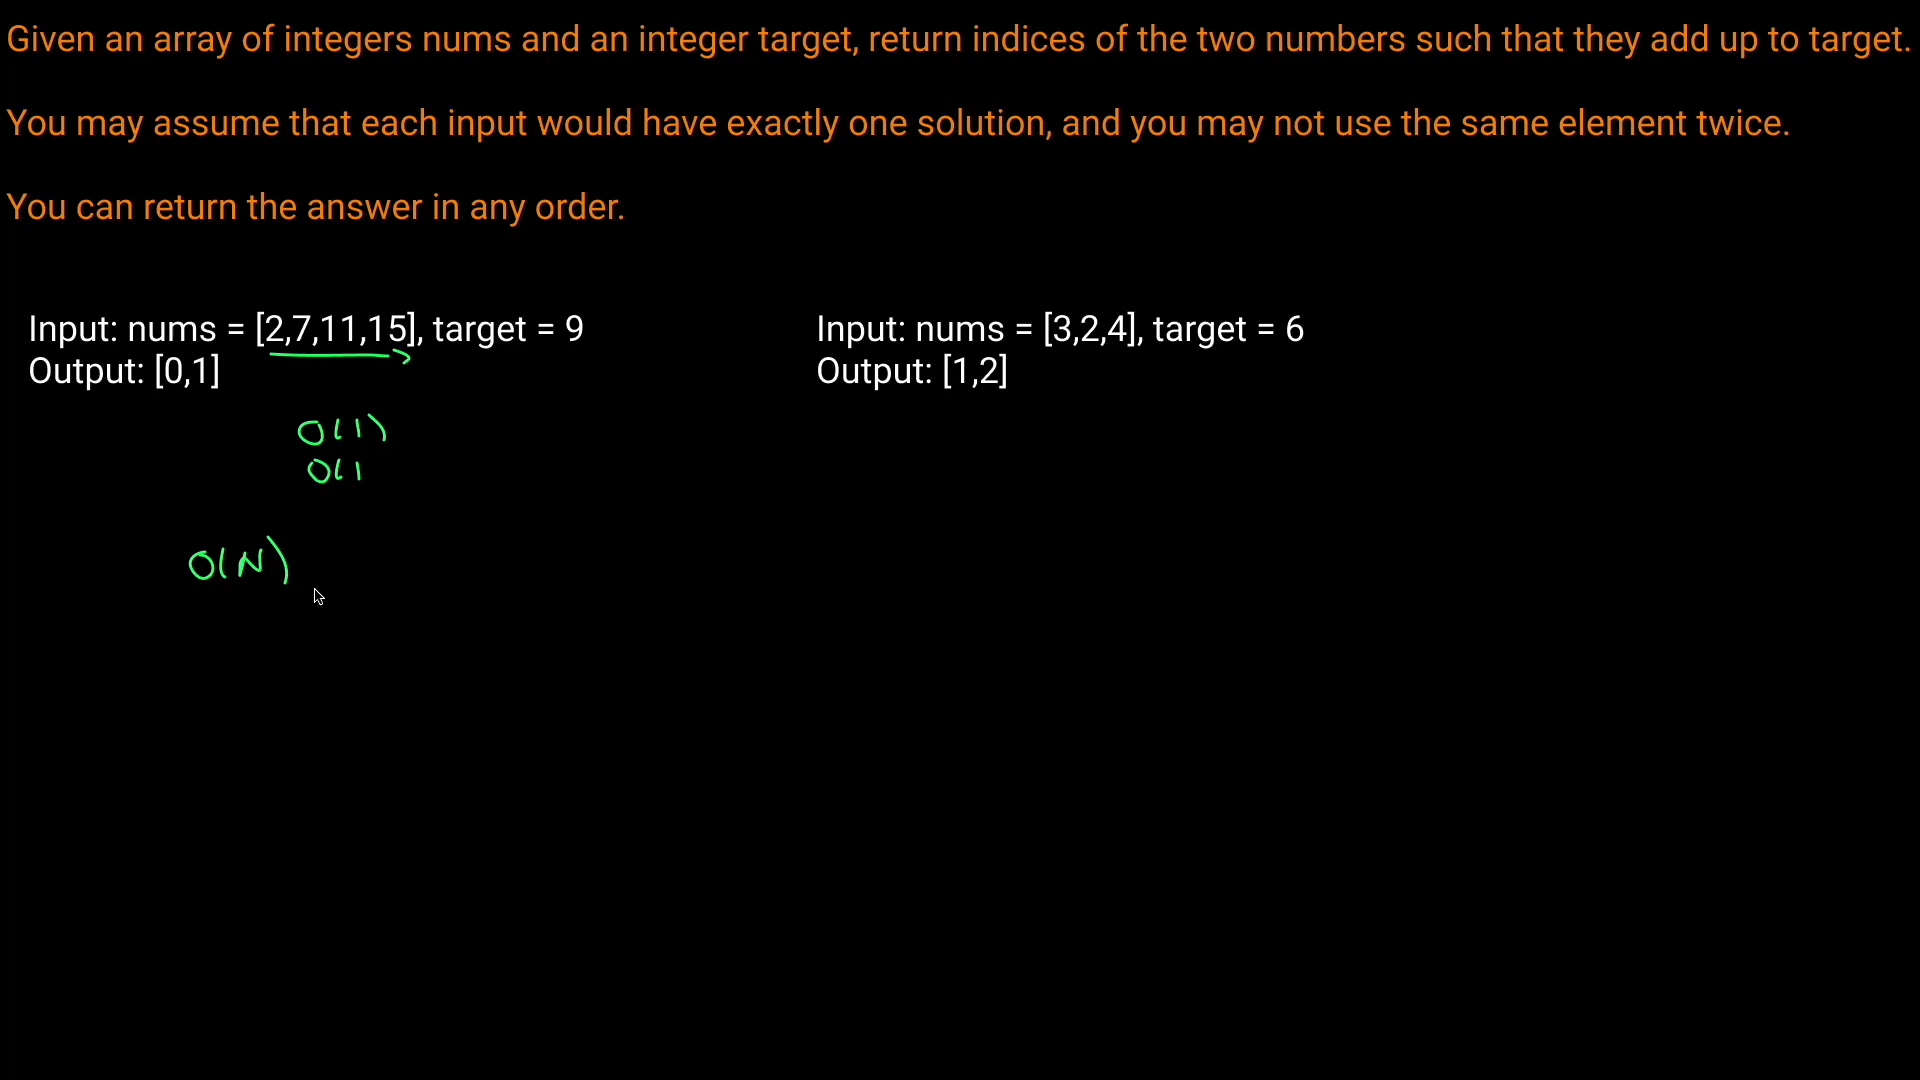 Given an array of integers nums and an integer target, return indices of the two numbers such that they add up to target.
You may assume that each input would have exactly one solution, and you may not use the same element twice.
You can return the answer in any order.
Input: nums = [2,7,11,15], target = 9
Output: [0,1]
Input: nums = [3,2,4], target = 6
Output: [1,2]
O(1)
O(1
O(N)